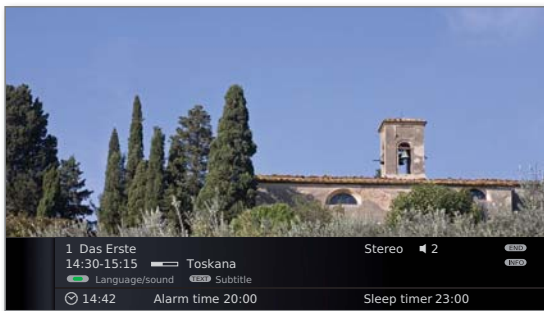 1 Das Erste Stereo 2 END
14:30-15:15 Toskana INFO
Language/sound TEXT Subtitle
14:42 Alarm time 20:00 Sleep timer 23:00